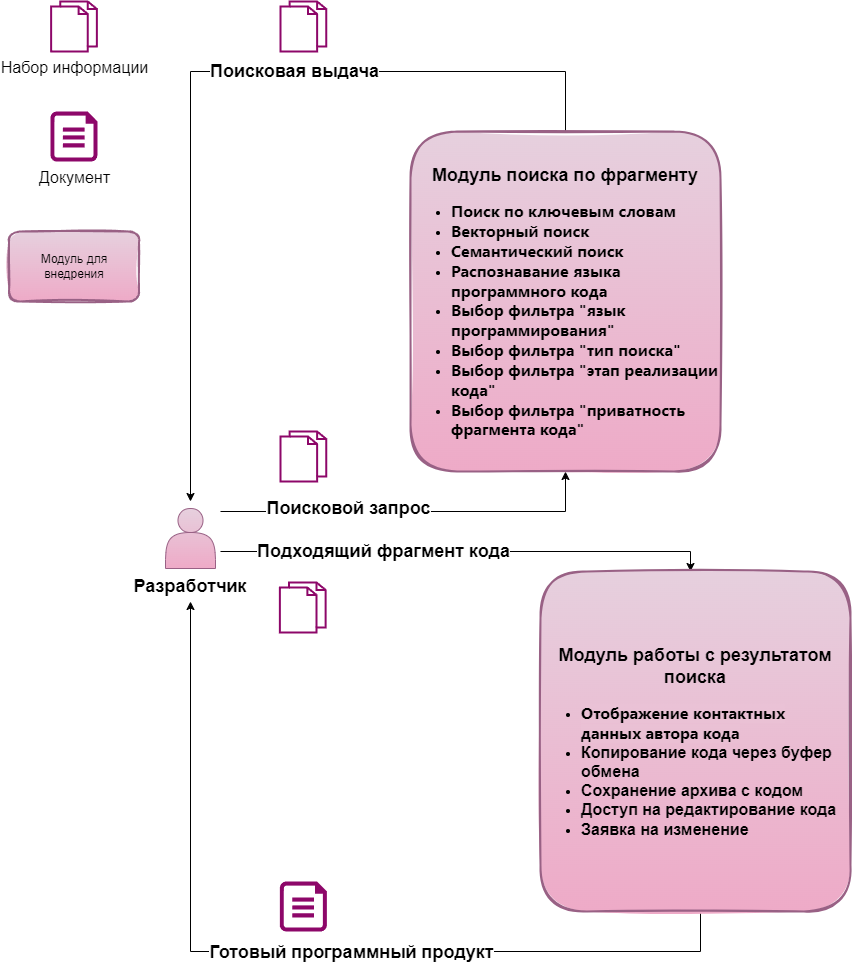 Набор информации
Документ
Модуль для
внедрения
Поисковая выдача
Модуль поиска по фрагменту
Поиск по ключевым словам
Векторный поиск
Семантический поиск
Распознавание языка
программного кода
Выбор фильтра "язык
программирования"
Выбор фильтра "тип поиска"
Выбор фильтра "этап реализации
кода"
Выбор фильтра "приватность
фрагмента кода"
Поисковой запрос
Подходящий фрагмент кода
Разработчик
Модуль работы с результатом
поиска
Отображение контактных
данных автора кода
Копирование кода через буфер
обмена
Сохранение архива с кодом
Доступ на редактирование кода
Заявка на изменение
Готовый программный продукт